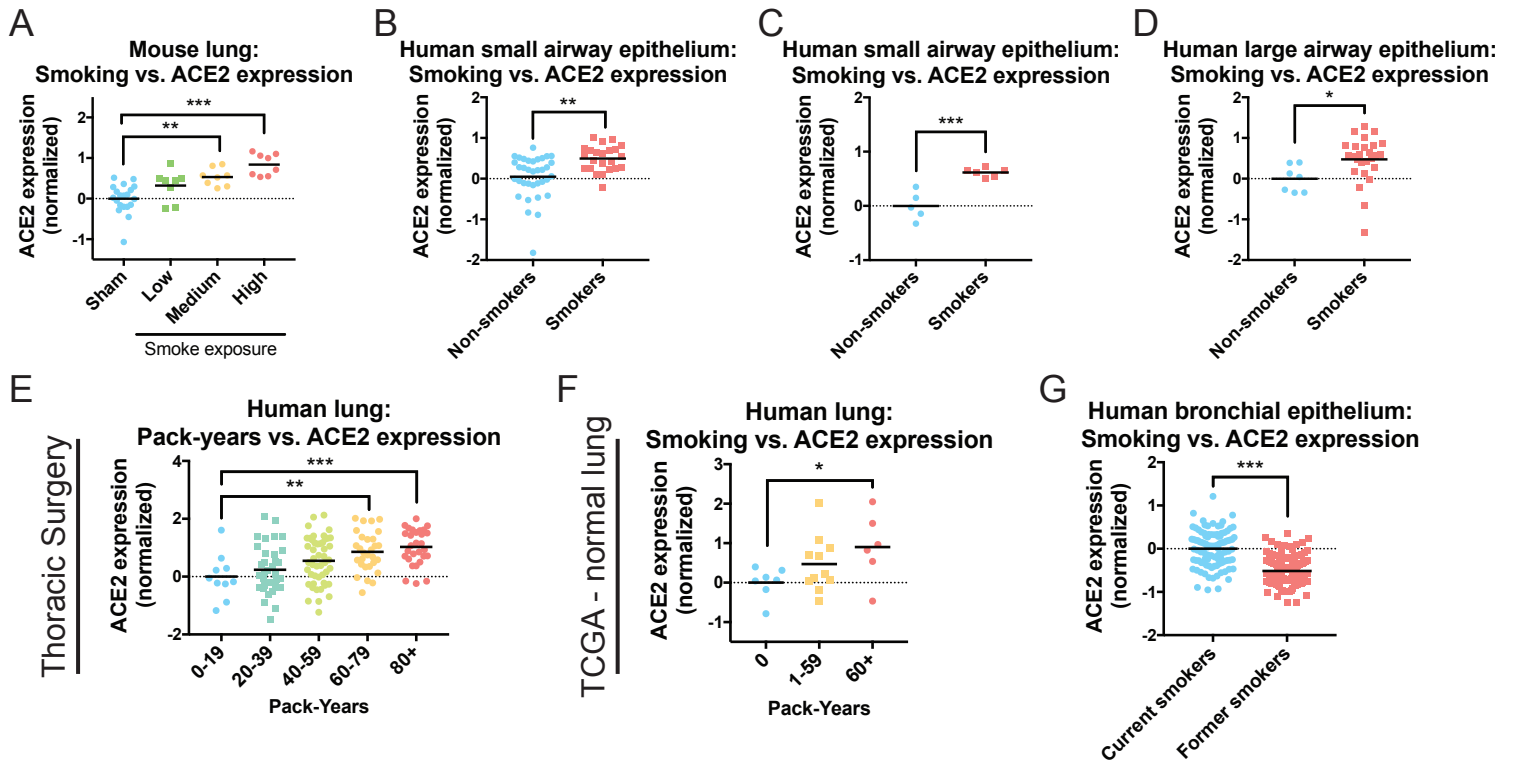 A
Mouse lung:
Smoking vs. ACE2 expression
ACE2 expression
(normalized)
2
1
0
-1
***
**
Sham
Low
Medium
High
Smoke exposure
B
Human small airway epithelium:
Smoking vs. ACE2 expression
ACE2 expression
(normalized)
2
1
0
-1
-2
**
Non-smokers
Smokers
C
Human small airway epithelium:
Smoking vs. ACE2 expression
ACE2 expression
(normalized)
2
1
0
-1
***
Non-smokers
Smokers
D
Human large airway epithelium:
Smoking vs. ACE2 expression
ACE2 expression
(normalized)
2
1
0
-1
-2
*
Non-smokers
Smokers
E
Thoracic Surgery
Human lung:
Pack-years vs. ACE2 expression
ACE2 expression
(normalized)
4
2
0
-2
***
**
0-19
20-39
40-59
60-79
80+
Pack-Years
F
TCGA - normal lung
Human lung:
Smoking vs. ACE2 expression
ACE2 expression
(normalized)
3
2
1
0
-1
*
0
1-59
60+
Pack-Years
G
Human bronchial epithelium:
Smoking vs. ACE2 expression
ACE2 expression
(normalized)
2
1
0
-1
-2
***
Current smokers
Former smokers